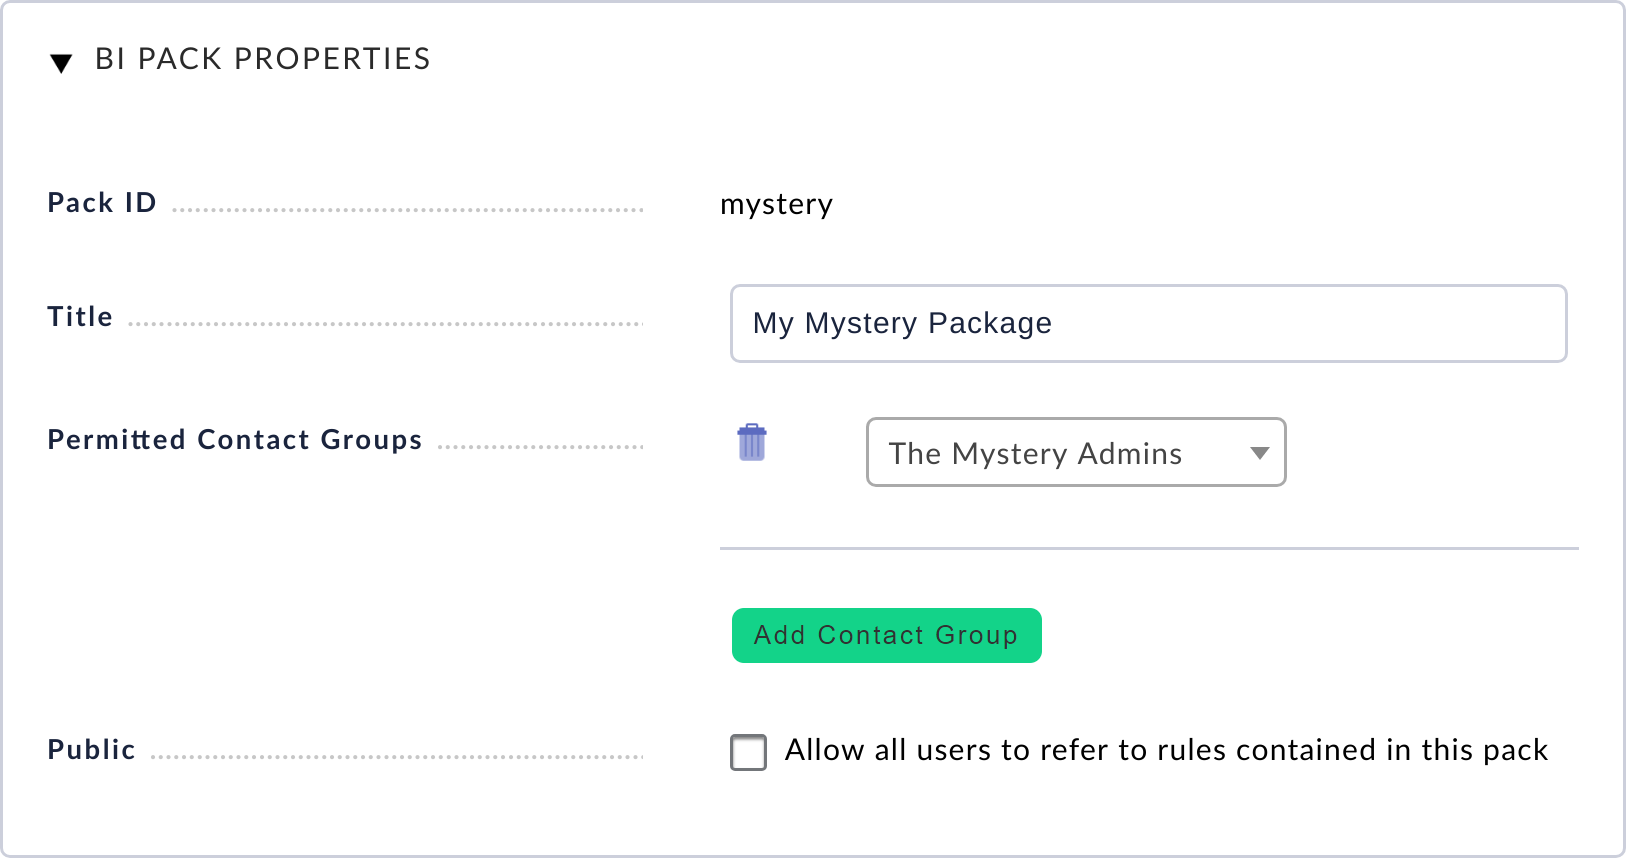 BI PACK PROPERTIES
Pack ID mystery
Title My Mystery Package
Permitted Contact Groups The Mystery Admins
Add Contact Group
Public Allow all users to refer to rules contained in this pack